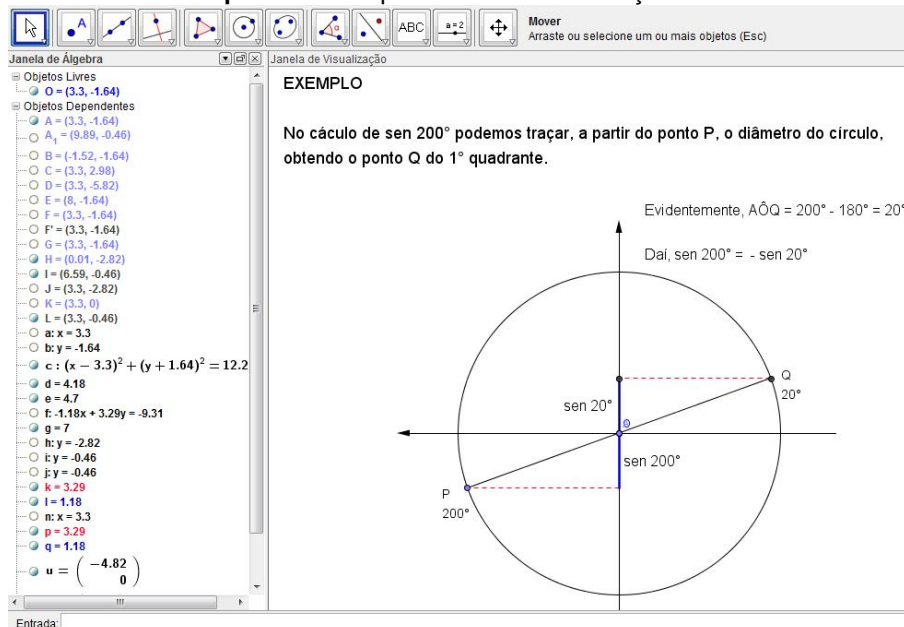 ABC
a = 2
Mover
Arraste ou selecione um ou mais objetos (Esc)
Janela de Álgebra
Objetos Livres
O = (3.3, -1.64)
Objetos Dependentes
A = (3.3, -1.64)
A1 = (9.89, -0.46)
B = (-1.52, -1.64)
C = (3.3, 2.98)
D = (3.3, -5.82)
E = (8, -1.64)
F = (3.3, -1.64)
F' = (3.3, -1.64)
G = (3.3, -1.64)
H = (0.01, -2.82)
I = (6.59, -0.46)
J = (3.3, -2.82)
K = (3.3, 0)
L = (3.3, -0.46)
a: x = 3.3
b: y = -1.64
c : (x − 3.3)² + (y + 1.64)² = 12.2
d = 4.18
e = 4.7
f: -1.18x + 3.29y = -9.31
g = 7
h: y = -2.82
i: y = -0.46
j: y = -0.46
k = 3.29
l = 1.18
n: x = 3.3
p = 3.29
q = 1.18
u = ( −4.82
0 )
Entrada:
Janela de Visualização
EXEMPLO
No cáculo de sen 200° podemos traçar, a partir do ponto P, o diâmetro do círculo,
obtendo o ponto Q do 1° quadrante.
Evidentemente, AÔQ = 200° - 180° = 20°
Daí, sen 200° = - sen 20°
Q
20°
sen 20°
O
sen 200°
P
200°